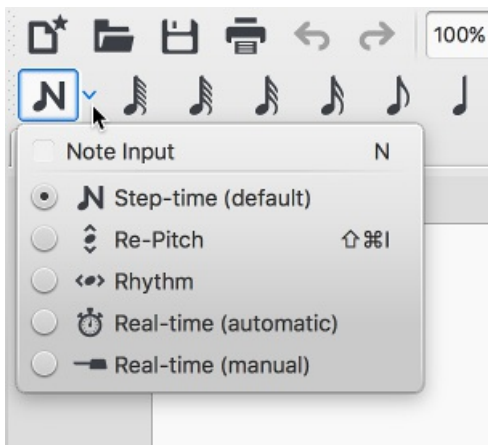 100%
Note Input N
Step-time (default)
Re-Pitch ⇧⌘I
Rhythm
Real-time (automatic)
Real-time (manual)